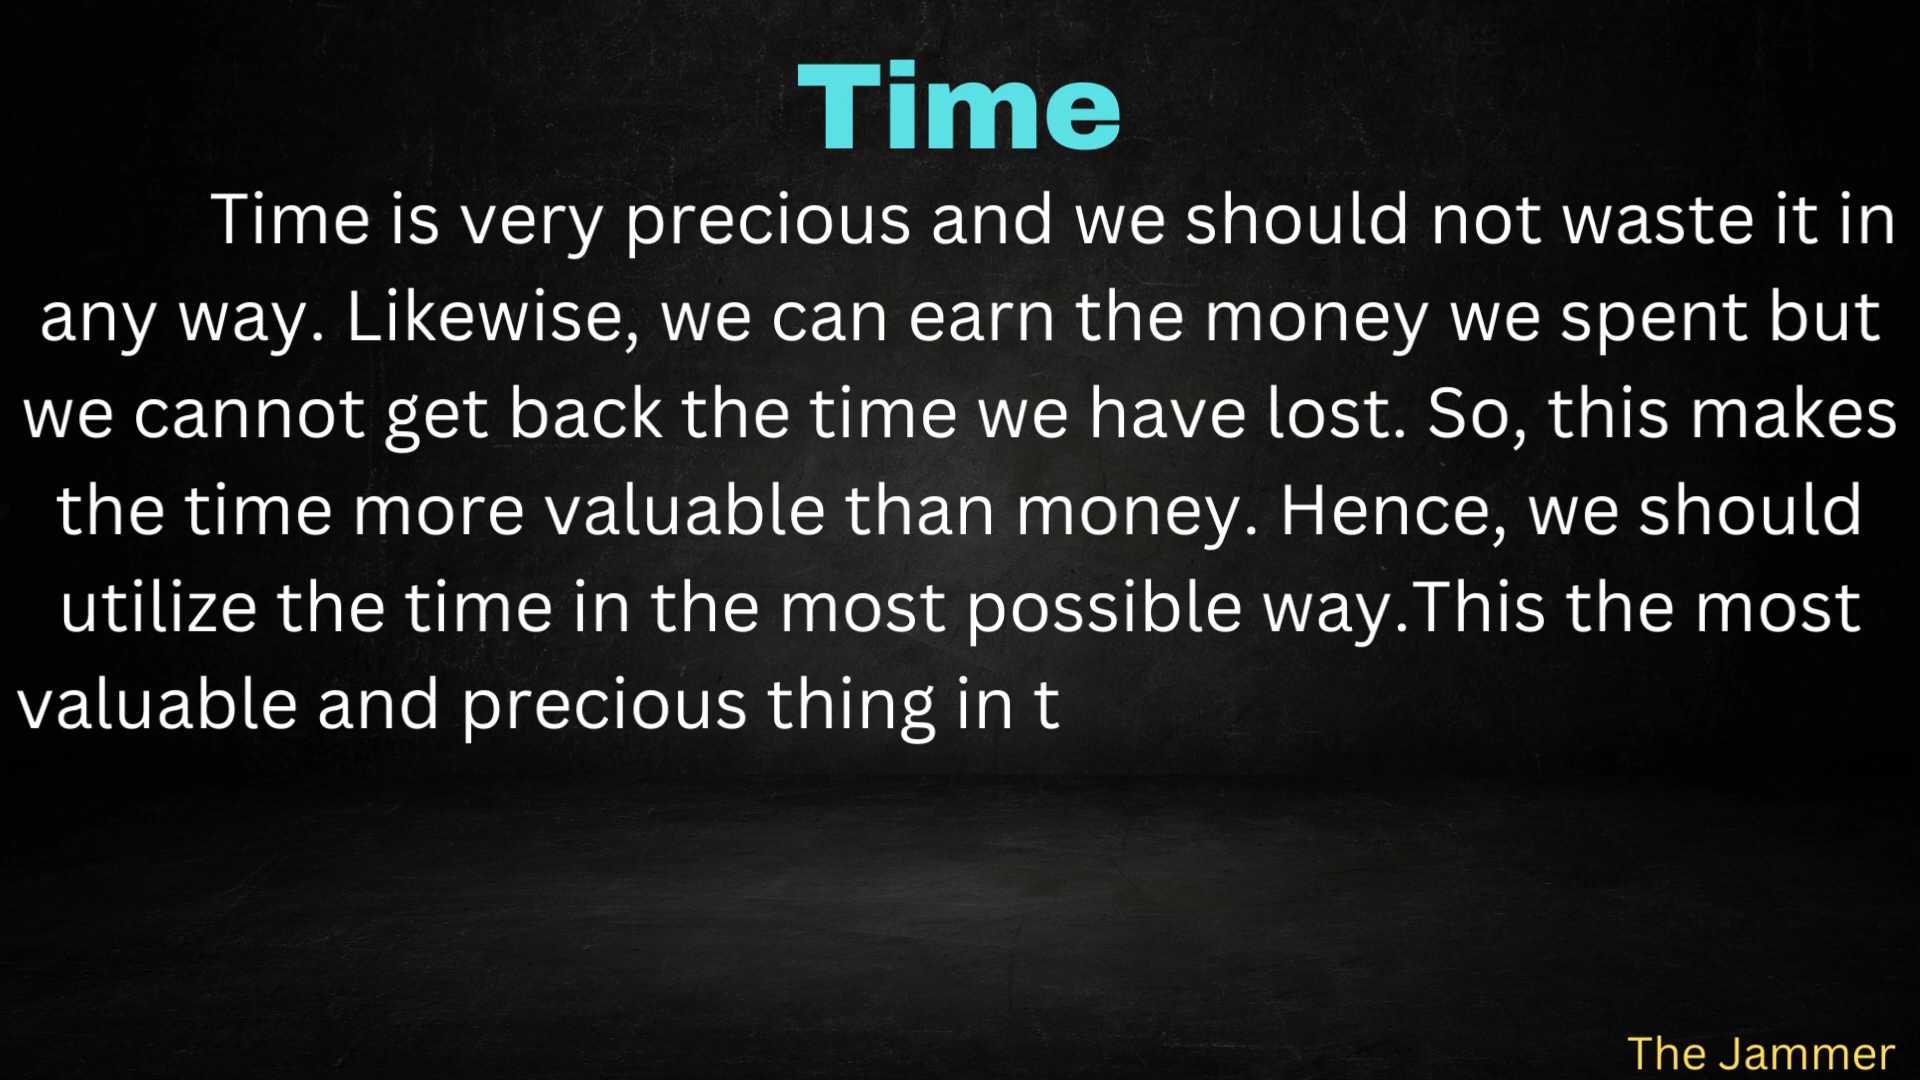 Time
Time is very precious and we should not waste it in
any way. Likewise, we can earn the money we spent but
we cannot get back the time we have lost. So, this makes
the time more valuable than money. Hence, we should
utilize the time in the most possible way.This the most
valuable and precious thing in t
The Jammer